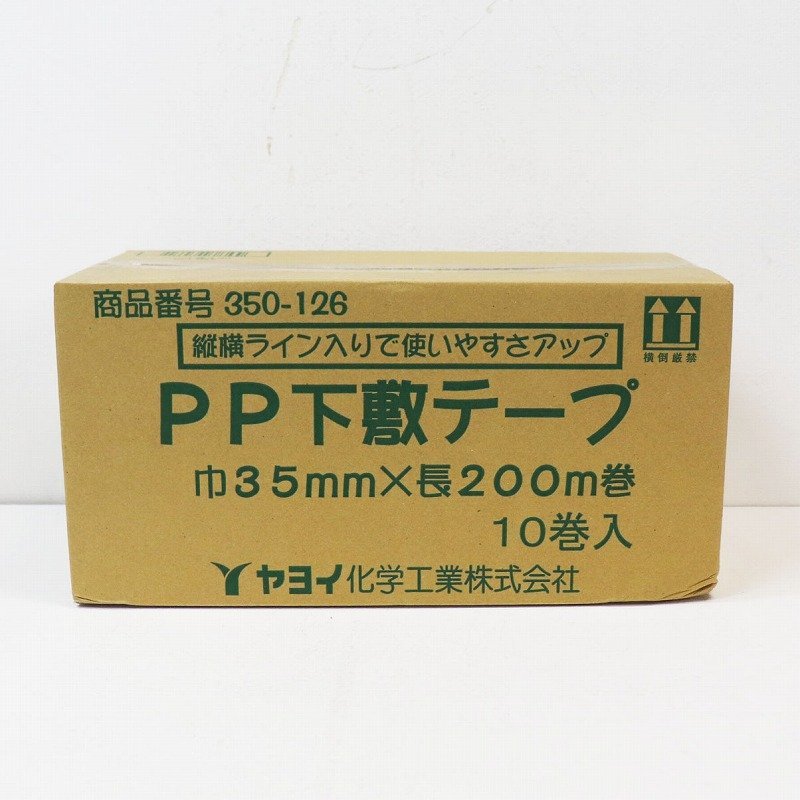 商品番号 350-126
縦横ライン入りで使いやすさアップ
横倒厳禁
PP下敷テープ
巾35mm×長200m巻
10巻入
ヤヨイ化学工業株式会社